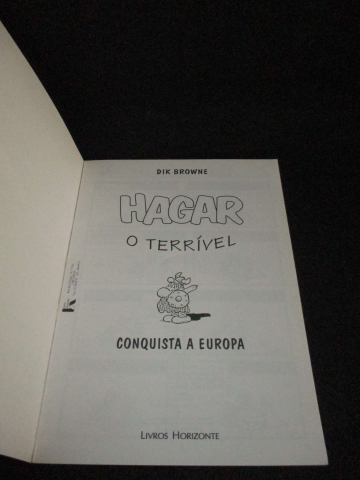 DIK BROWNE
HAGAR
O TERRÍVEL
CONQUISTA A EUROPA
LIVROS HORIZONTE